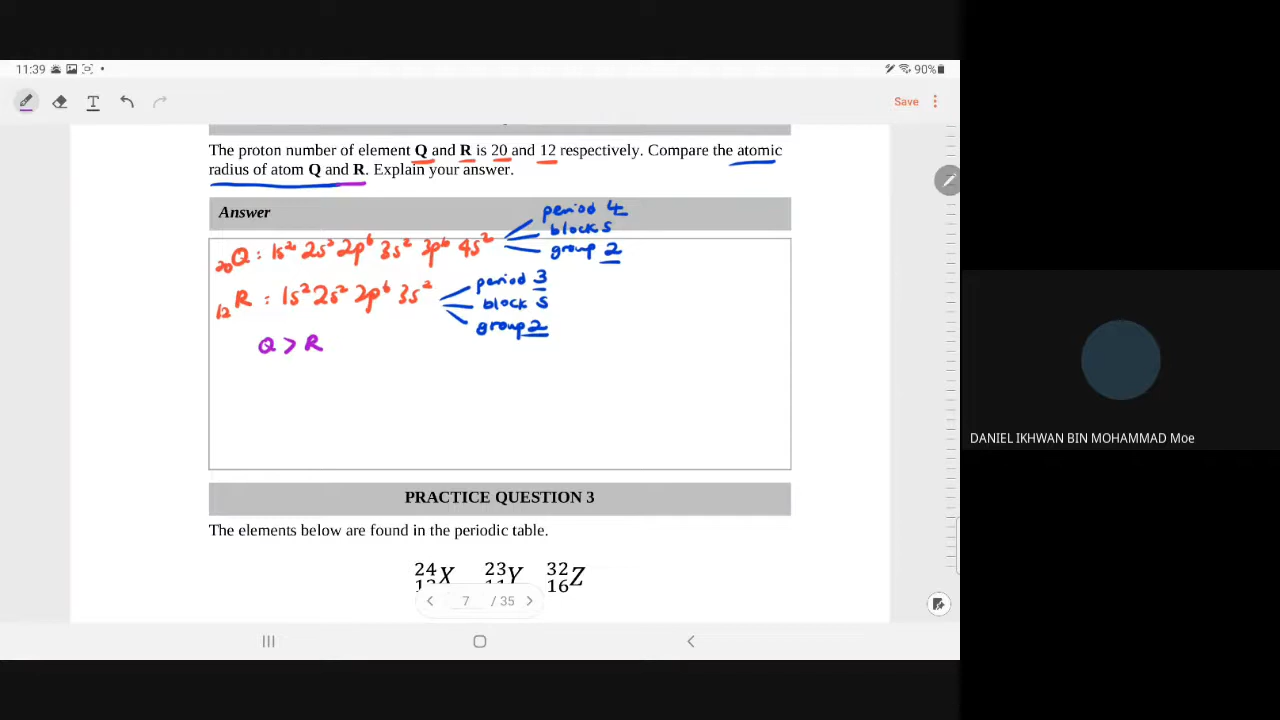 11:39 90%
Save
The proton number of element Q and R is 20 and 12 respectively. Compare the atomic
radius of atom Q and R. Explain your answer.
Answer
₂₀Q : 1s² 2s² 2p⁶ 3s² 3p⁶ 4s²
period 4
block s
group 2
₁₂R : 1s² 2s² 2p⁶ 3s²
period 3
block s
group 2
Q > R
PRACTICE QUESTION 3
The elements below are found in the periodic table.
24 X 23 Y 32 16 Z
7 / 35
DANIEL IKHWAN BIN MOHAMMAD Moe